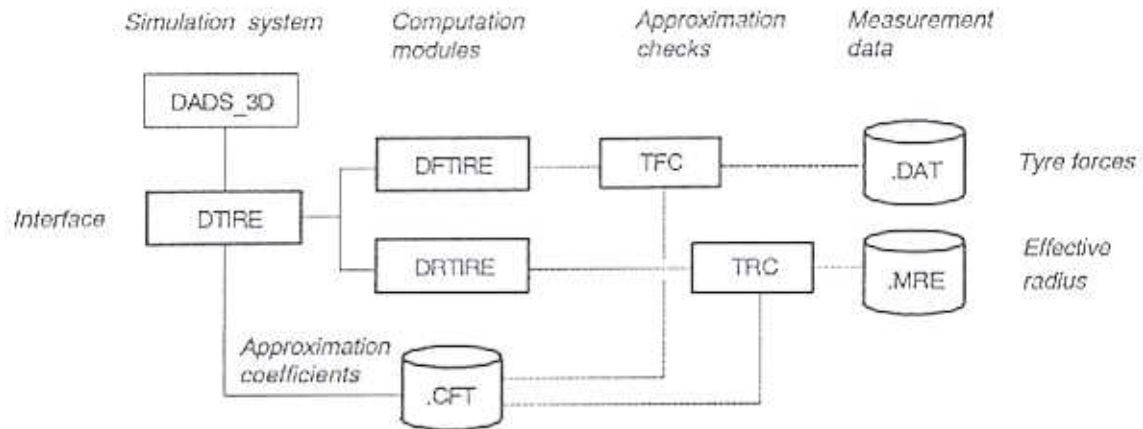 Simulation system
Computation
modules
Approximation
checks
Measurement
data
DADS_3D
DFTIRE
TFC
.DAT
Tyre forces
Interface
DTIRE
DRTIRE
TRC
.MRE
Effective
radius
Approximation
coefficients
.CFT